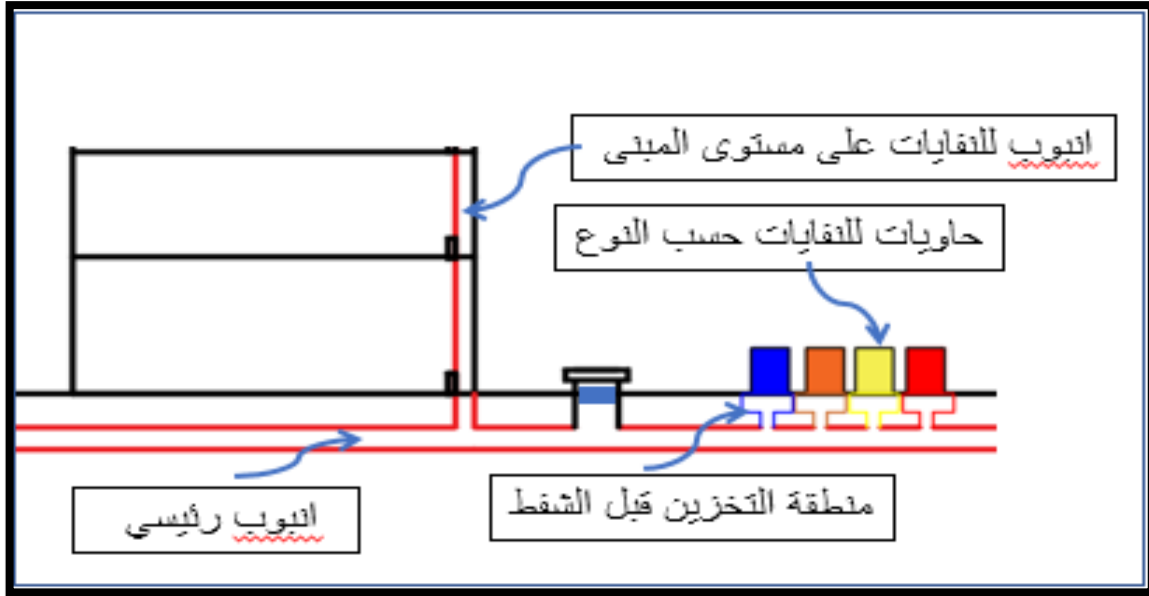 انبوب للنفايات على مستوى المبنى
حاويات للنفايات حسب النوع
منطقة التخزين قبل الشفط
انبوب رئيسي